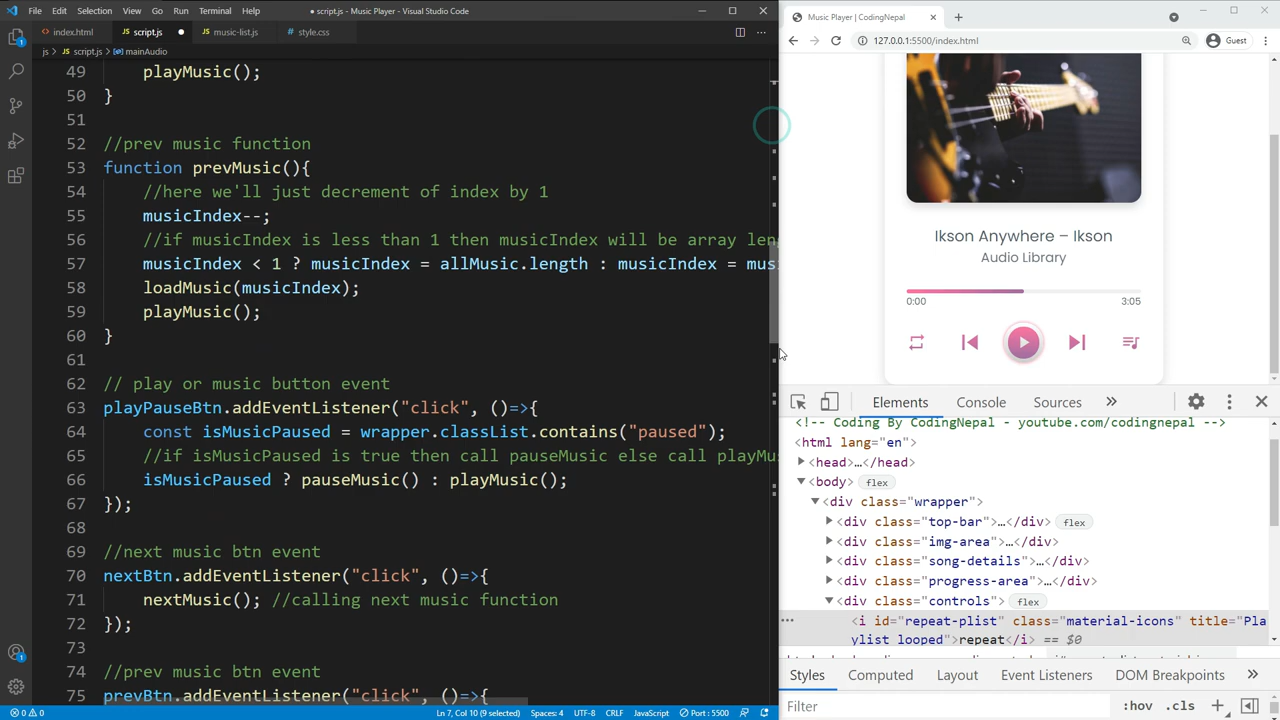 File Edit Selection View Go Run Terminal Help ● script.js - Music Player - Visual Studio Code
index.html script.js ● music-list.js style.css
js > script.js > mainAudio
49 playMusic();
50 }
51
52 //prev music function
53 function prevMusic(){
54 //here we'll just decrement of index by 1
55 musicIndex--;
56 //if musicIndex is less than 1 then musicIndex will be array len
57 musicIndex < 1 ? musicIndex = allMusic.length : musicIndex = mus
58 loadMusic(musicIndex);
59 playMusic();
60 }
61
62 // play or music button event
63 playPauseBtn.addEventListener("click", ()=>{
64 const isMusicPaused = wrapper.classList.contains("paused");
65 //if isMusicPaused is true then call pauseMusic else call playMu
66 isMusicPaused ? pauseMusic() : playMusic();
67 });
68
69 //next music btn event
70 nextBtn.addEventListener("click", ()=>{
71 nextMusic(); //calling next music function
72 });
73
74 //prev music btn event
75 prevBtn.addEventListener("click", ()=>{
0 0 Ln 7, Col 10 (9 selected) Spaces: 4 UTF-8 CRLF JavaScript Port : 5500
Music Player | CodingNepal
127.0.0.1:5500/index.html Guest
Ikson Anywhere – Ikson
Audio Library
0:00 3:05
Elements Console Sources
<!-- Coding By CodingNepal - youtube.com/codingnepal -->
<html lang="en">
<head>…</head>
<body> flex
<div class="wrapper">
<div class="top-bar">…</div> flex
<div class="img-area">…</div>
<div class="song-details">…</div>
<div class="progress-area">…</div>
<div class="controls"> flex
<i id="repeat-plist" class="material-icons" title="Pla
ylist looped">repeat</i> == $0
Styles Computed Layout Event Listeners DOM Breakpoints
Filter :hov .cls